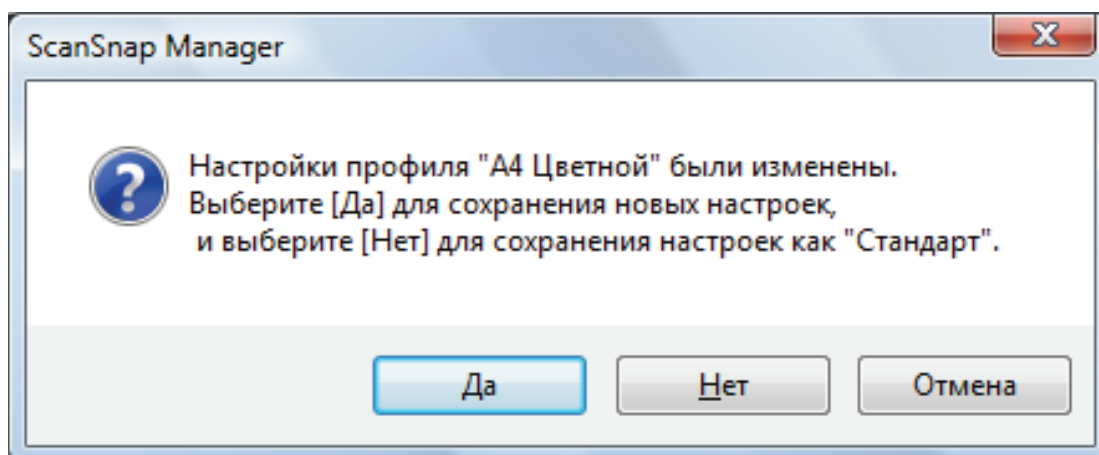 ScanSnap Manager
Настройки профиля "А4 Цветной" были изменены.
Выберите [Да] для сохранения новых настроек,
и выберите [Нет] для сохранения настроек как "Стандарт".
Да
Нет
Отмена